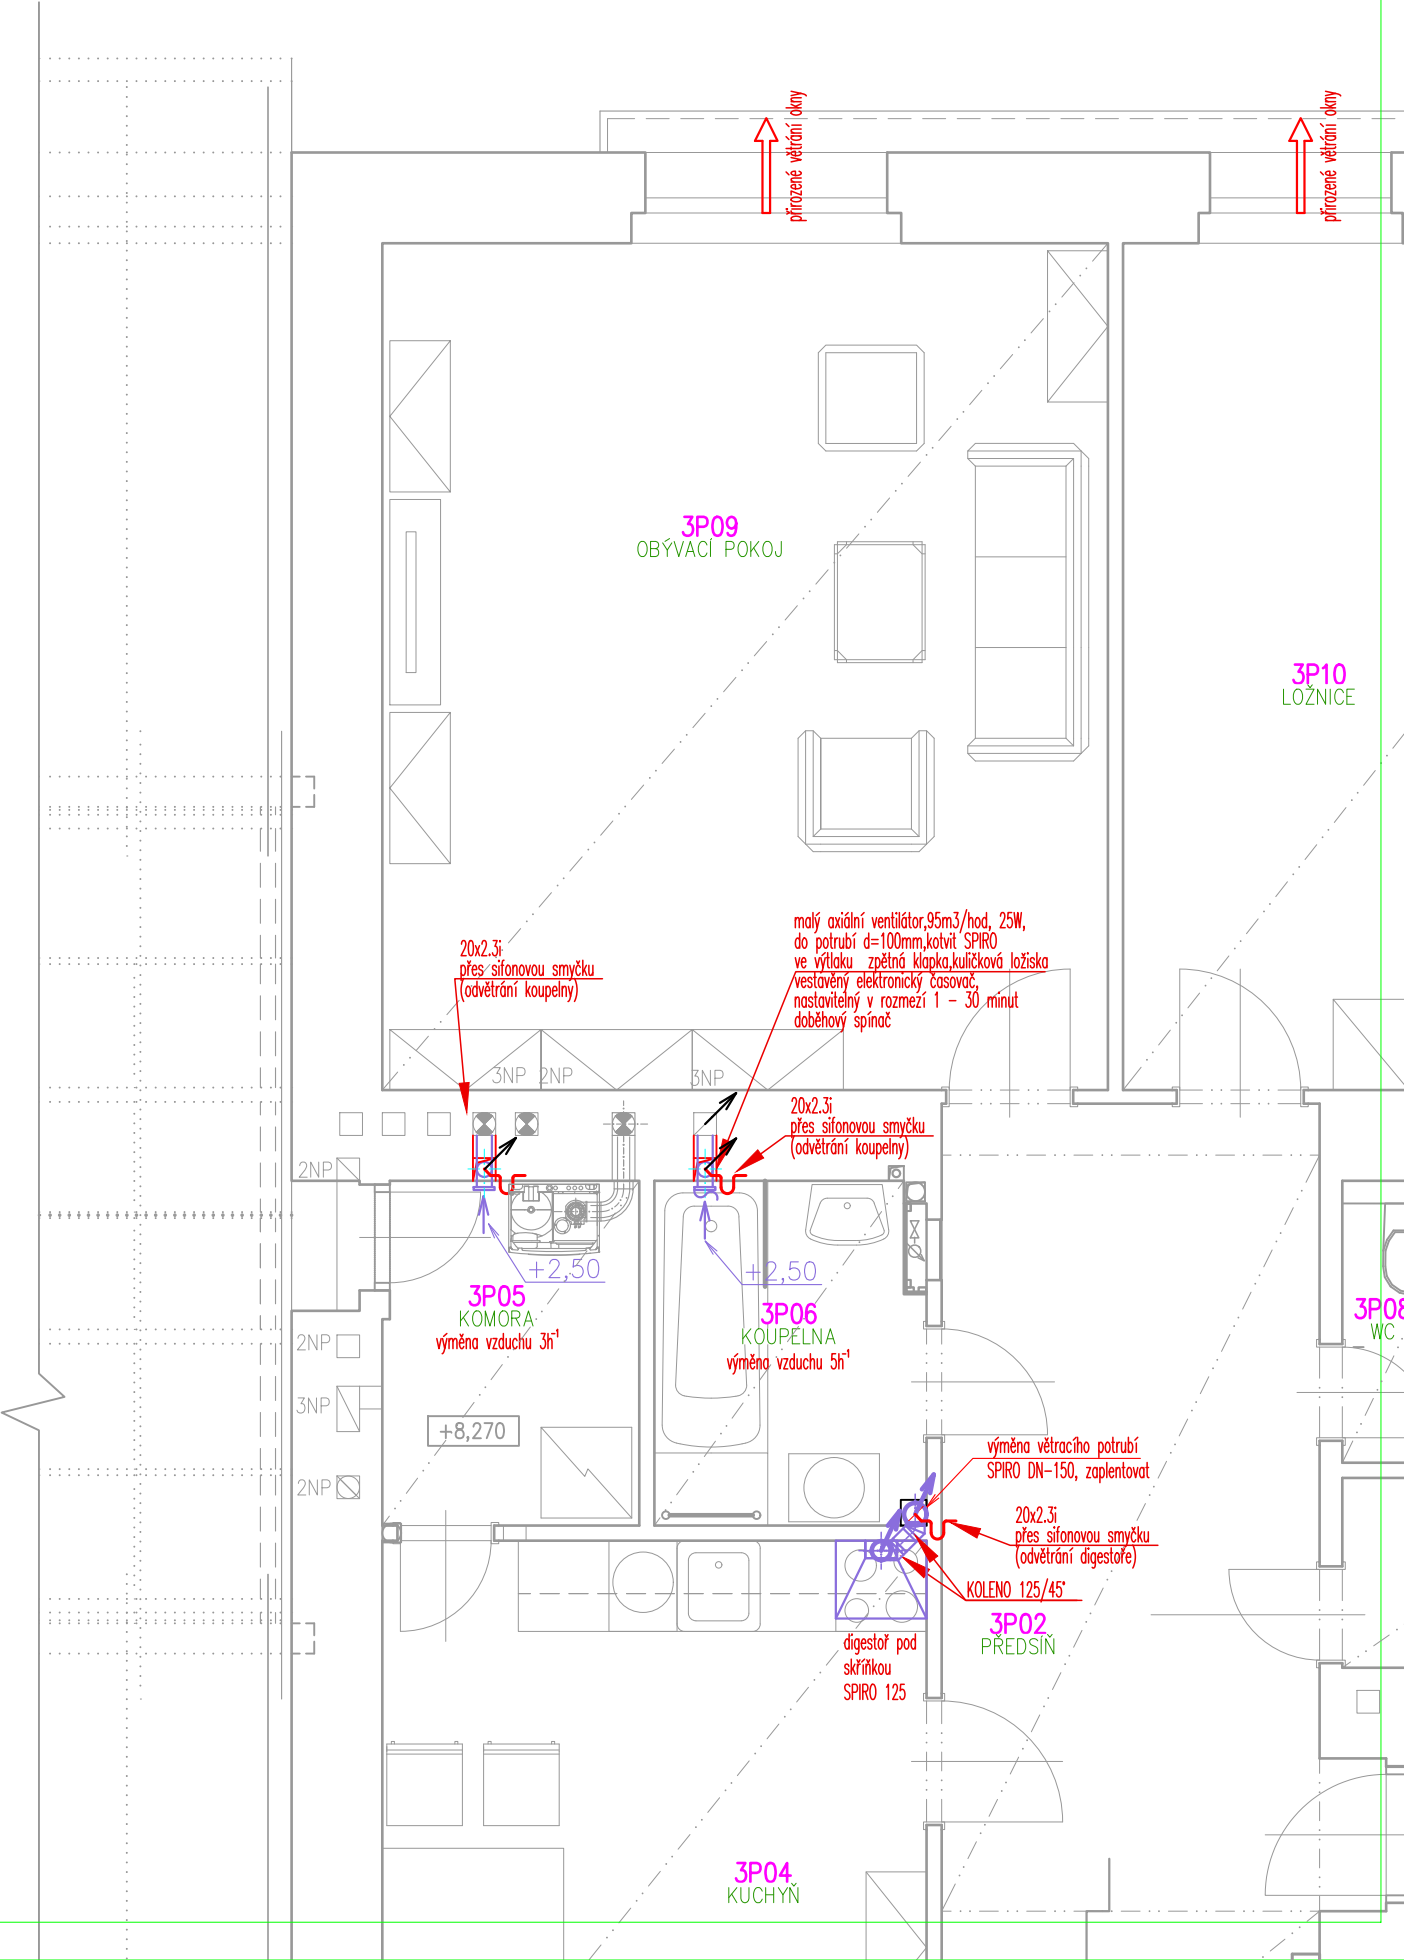 přirozené větrání okny
přirozené větrání okny
3P09
OBÝVACÍ POKOJ
3P10
LOŽNICE
malý axiální ventilátor,95m3/hod, 25W,
do potrubí d=100mm,kotvit SPIRO
ve výtlaku zpětná klapka,kuličková ložiska
vestavěný elektronický časovač,
nastavitelný v rozmezí 1 – 30 minut
doběhový spínač
20x2.3i
přes sifonovou smyčku
(odvětrání koupelny)
3NP
2NP
3NP
20x2.3i
přes sifonovou smyčku
(odvětrání koupelny)
2NP
+2,50
+2,50
3P05
KOMORA
výměna vzduchu 3h⁻¹
3P06
KOUPELNA
výměna vzduchu 5h⁻¹
3P08
WC
2NP
3NP
+8,270
2NP
výměna větracího potrubí
SPIRO DN–150, zaplentovat
20x2.3i
přes sifonovou smyčku
(odvětrání digestoře)
KOLENO 125/45°
3P02
PŘEDSÍŇ
digestoř pod
skříňkou
SPIRO 125
3P04
KUCHYŇ